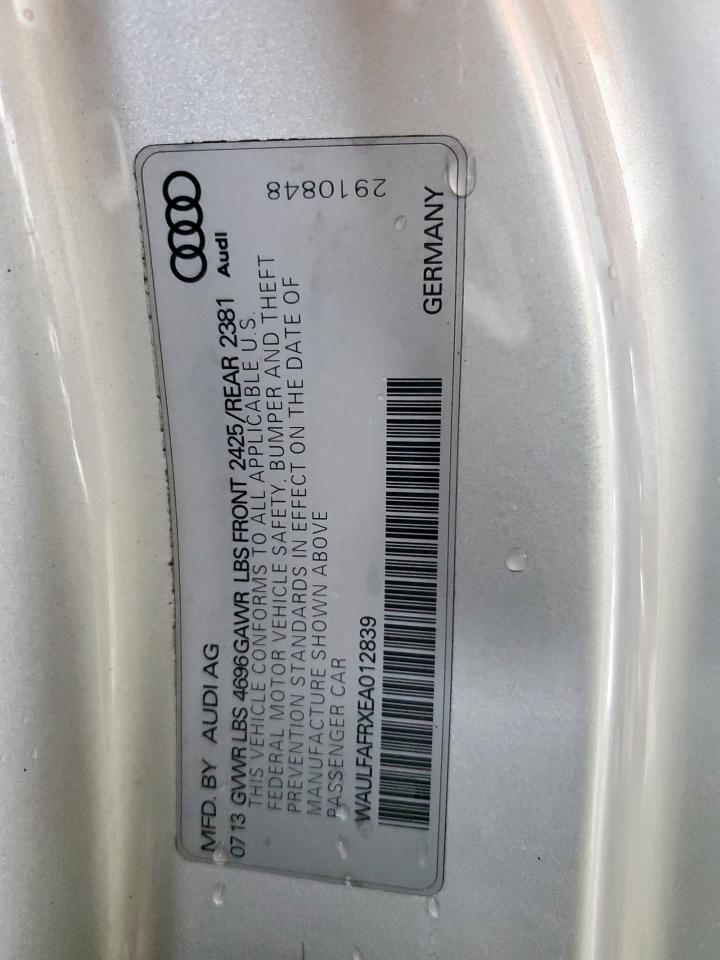 MFD. BY AUDI AG
Audi
0713 GVWR LBS 4696 GAWR LBS FRONT 2425/REAR 2381
THIS VEHICLE CONFORMS TO ALL APPLICABLE U.S.
FEDERAL MOTOR VEHICLE SAFETY, BUMPER AND THEFT
PREVENTION STANDARDS IN EFFECT ON THE DATE OF
MANUFACTURE SHOWN ABOVE
PASSENGER CAR
2910848
WAULFAFRXEA012839
GERMANY